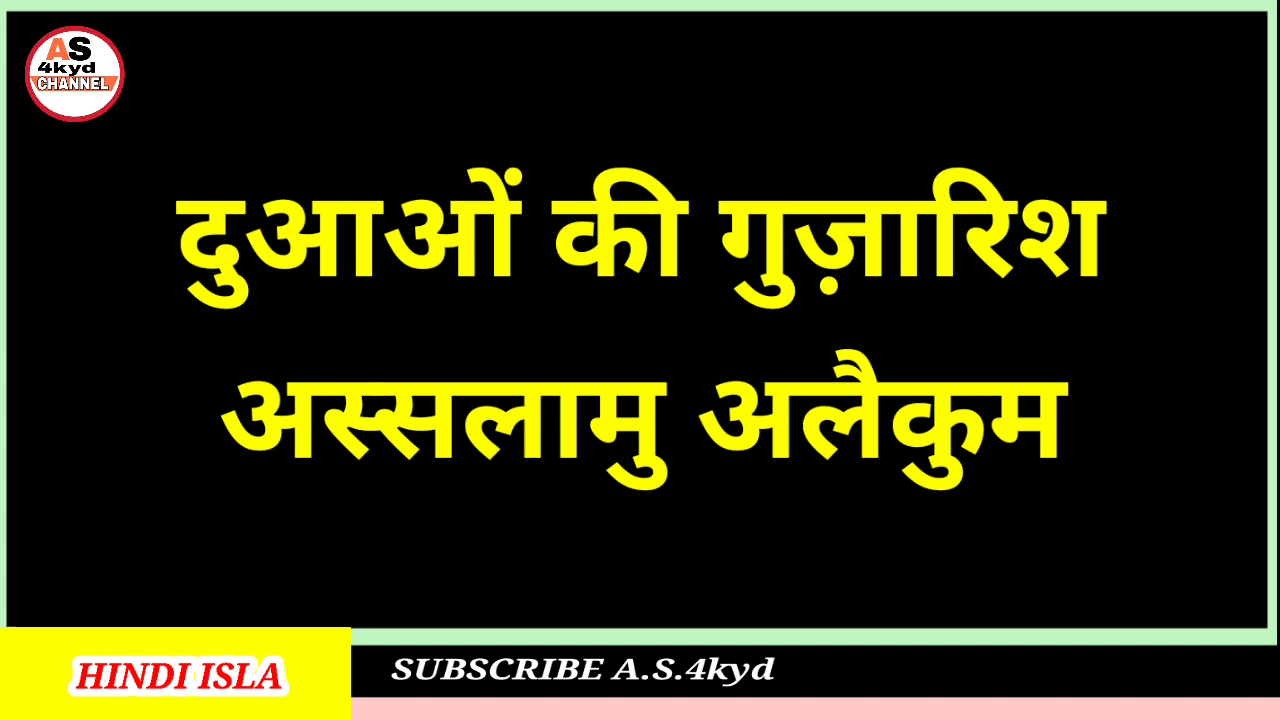 AS
4kyd
CHANNEL
दुआओं की गुज़ारिश
अस्सलामु अलैकुम
HINDI ISLA
SUBSCRIBE A.S.4kyd